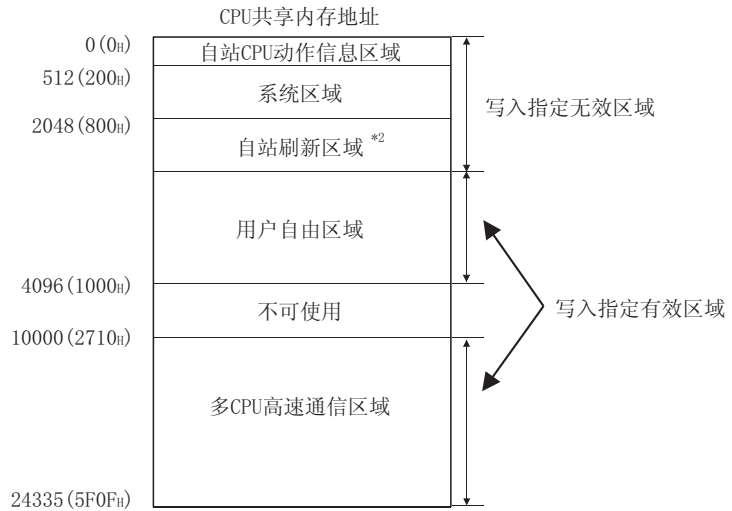 CPU共享内存地址
0(0H)
自站CPU动作信息区域
512(200H)
系统区域
写入指定无效区域
2048(800H)
自站刷新区域 *2
用户自由区域
4096(1000H)
不可使用
写入指定有效区域
10000(2710H)
多CPU高速通信区域
24335(5F0FH)